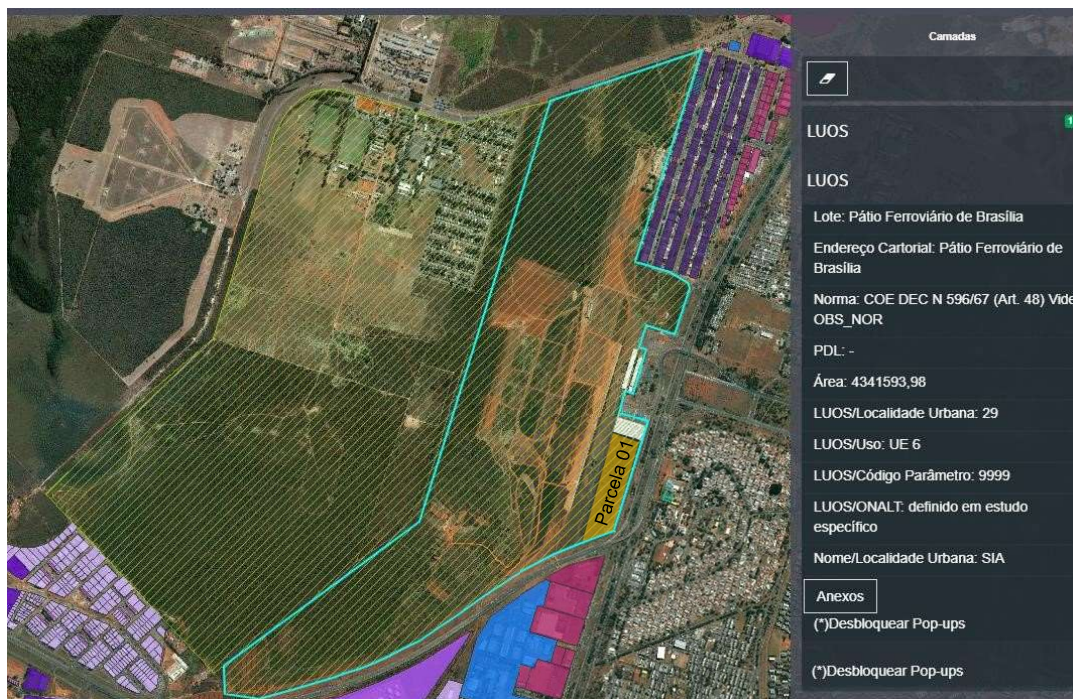 Camadas
LUOS
1
LUOS
Lote: Pátio Ferroviário de Brasília
Endereço Cartorial: Pátio Ferroviário de
Brasília
Norma: COE DEC N 596/67 (Art. 48) Vide
OBS_NOR
PDL: -
Área: 4341593,98
LUOS/Localidade Urbana: 29
LUOS/Uso: UE 6
LUOS/Código Parâmetro: 9999
LUOS/ONALT: definido em estudo
específico
Nome/Localidade Urbana: SIA
Anexos
(*)Desbloquear Pop-ups
(*)Desbloquear Pop-ups
Parcela 01